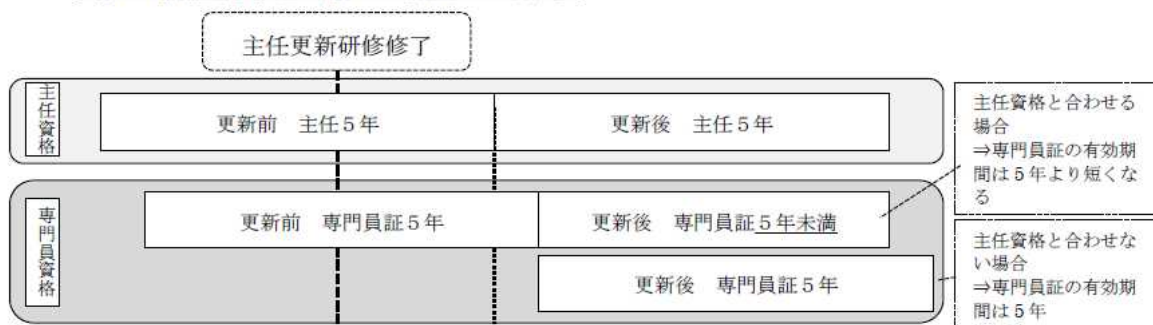 主任更新研修修了
主任資格
更新前　主任５年
更新後　主任５年
主任資格と合わせる
場合
⇒専門員証の有効期
間は５年より短くな
る
専門員資格
更新前　専門員証５年
更新後　専門員証５年未満
更新後　専門員証５年
主任資格と合わせな
い場合
⇒専門員証の有効期
間は５年